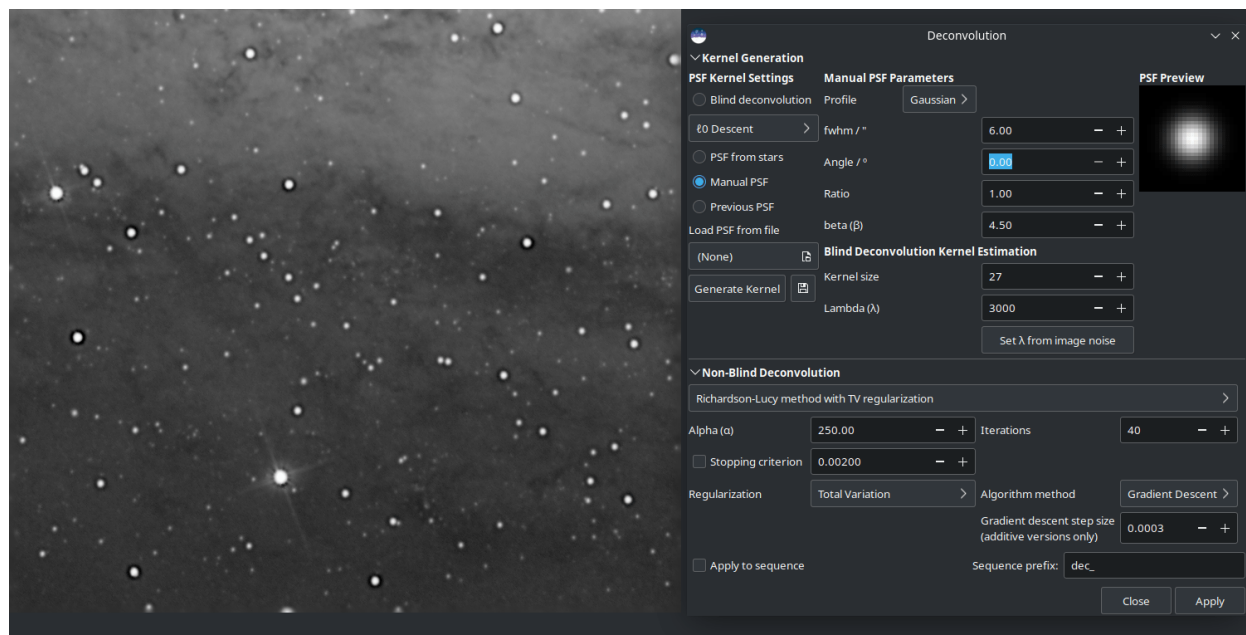 Deconvolution
Kernel Generation
PSF Kernel Settings
Manual PSF Parameters
PSF Preview
Blind deconvolution
Profile
Gaussian
ℓ0 Descent
fwhm / "
6.00
PSF from stars
Angle / º
0.00
Manual PSF
Ratio
1.00
Previous PSF
beta (β)
4.50
Load PSF from file
(None)
Blind Deconvolution Kernel Estimation
Kernel size
27
Generate Kernel
Lambda (λ)
3000
Set λ from image noise
Non-Blind Deconvolution
Richardson-Lucy method with TV regularization
Alpha (α)
250.00
Iterations
40
Stopping criterion
0.00200
Regularization
Total Variation
Algorithm method
Gradient Descent
Gradient descent step size
(additive versions only)
0.0003
Apply to sequence
Sequence prefix:
dec_
Close
Apply